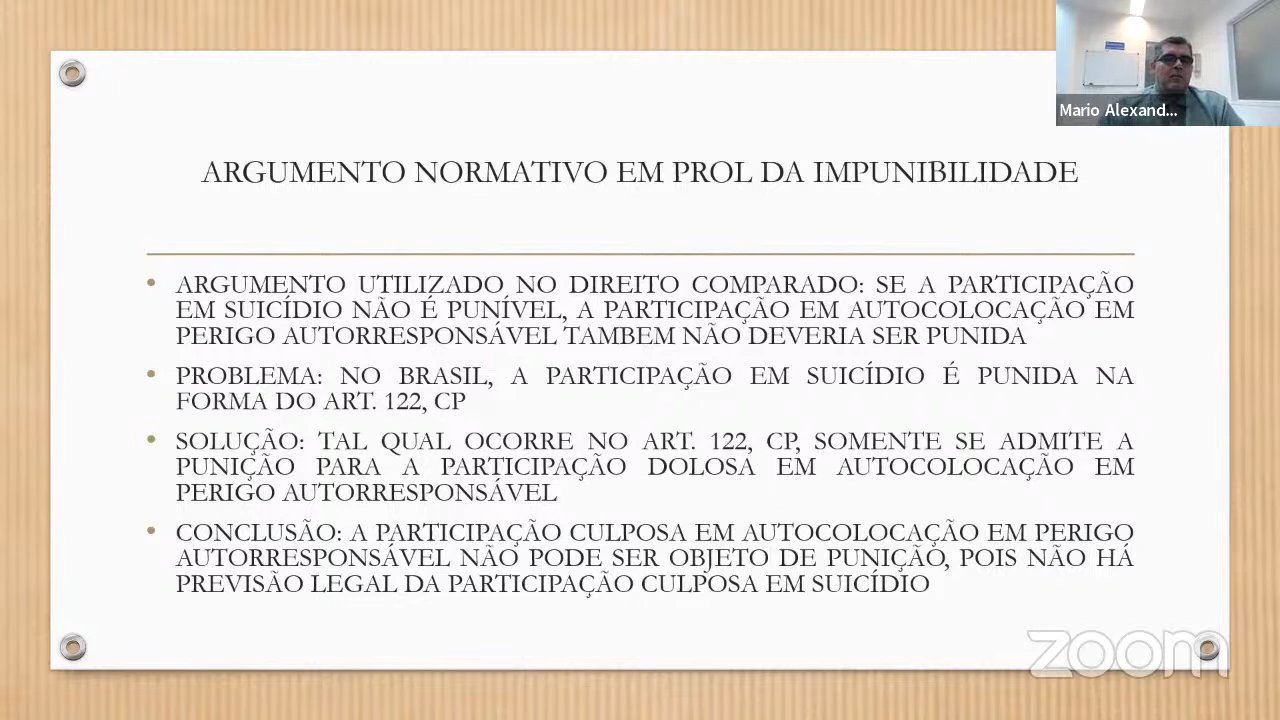 Mario Alexand...
ARGUMENTO NORMATIVO EM PROL DA IMPUNIBILIDADE
• ARGUMENTO UTILIZADO NO DIREITO COMPARADO: SE A PARTICIPAÇÃO
EM SUICÍDIO NÃO É PUNÍVEL, A PARTICIPAÇÃO EM AUTOCOLOCAÇÃO EM
PERIGO AUTORRESPONSÁVEL TAMBEM NÃO DEVERIA SER PUNIDA
• PROBLEMA: NO BRASIL, A PARTICIPAÇÃO EM SUICÍDIO É PUNIDA NA
FORMA DO ART. 122, CP
• SOLUÇÃO: TAL QUAL OCORRE NO ART. 122, CP, SOMENTE SE ADMITE A
PUNIÇÃO PARA A PARTICIPAÇÃO DOLOSA EM AUTOCOLOCAÇÃO EM
PERIGO AUTORRESPONSÁVEL
• CONCLUSÃO: A PARTICIPAÇÃO CULPOSA EM AUTOCOLOCAÇÃO EM PERIGO
AUTORRESPONSÁVEL NÃO PODE SER OBJETO DE PUNIÇÃO, POIS NÃO HÁ
PREVISÃO LEGAL DA PARTICIPAÇÃO CULPOSA EM SUICÍDIO
zoom